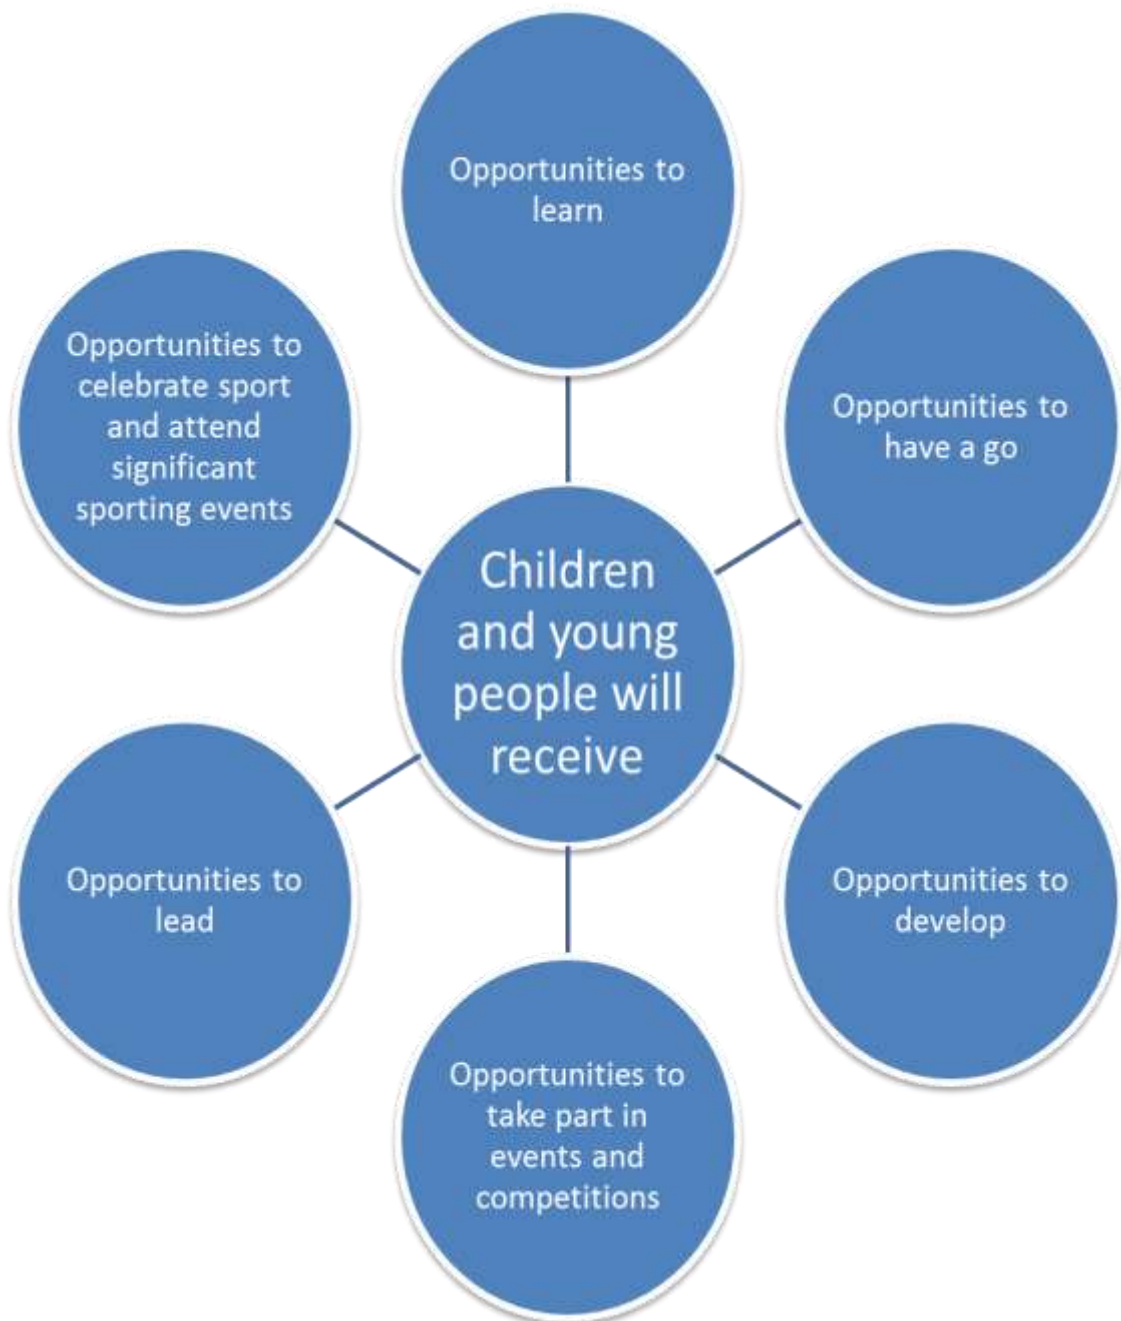 Opportunities to
learn
Opportunities to
have a go
Opportunities to
develop
Opportunities to
take part in
events and
competitions
Opportunities to
lead
Opportunities to
celebrate sport
and attend
significant
sporting events
Children
and young
people will
receive